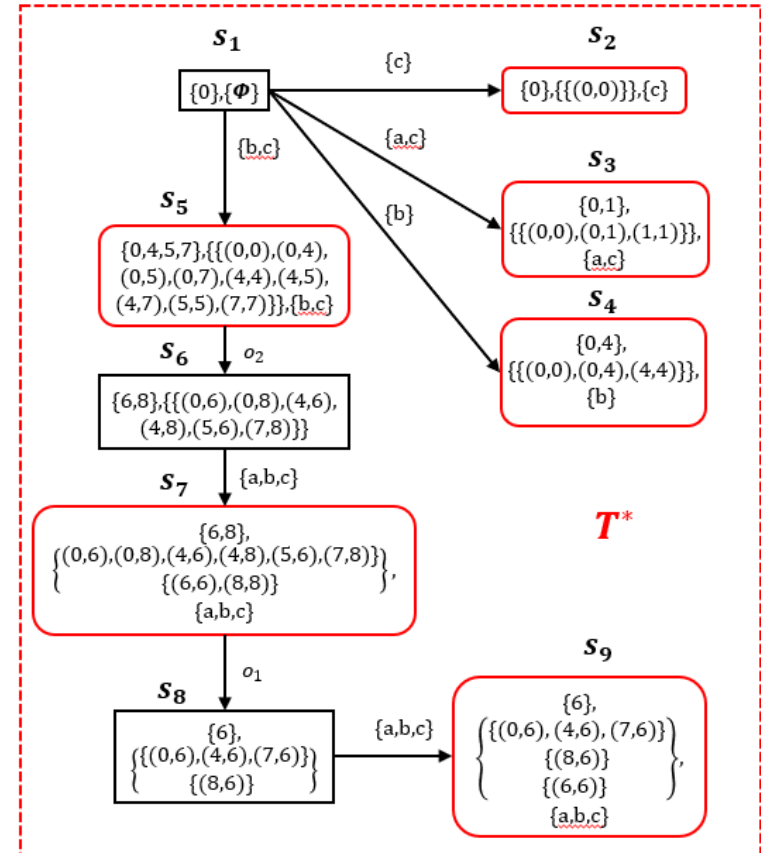 s₁
s₂
{c}
{0},{Φ}
{0},{{(0,0)}},{c}
{a,c}
{b,c}
s₃
{b}
s₅
{0,1},
{{(0,0),(0,1),(1,1)}},
{a,c}
{0,4,5,7},{{(0,0),(0,4),
(0,5),(0,7),(4,4),(4,5),
(4,7),(5,5),(7,7)}},{b,c}
s₄
s₆
o₂
{0,4},
{{(0,0),(0,4),(4,4)}},
{b}
{6,8},{{(0,6),(0,8),(4,6),
(4,8),(5,6),(7,8)}}
s₇
{a,b,c}
{6,8},
{(0,6),(0,8),(4,6),(4,8),(5,6),(7,8)}
{(6,6),(8,8)}
,
{a,b,c}
T*
o₁
s₈
s₉
{6},
{(0,6),(4,6),(7,6)}
{(8,6)}
{a,b,c}
{6},
{(0,6), (4,6), (7,6)}
{(8,6)}
{(6,6)}
,
{a,b,c}